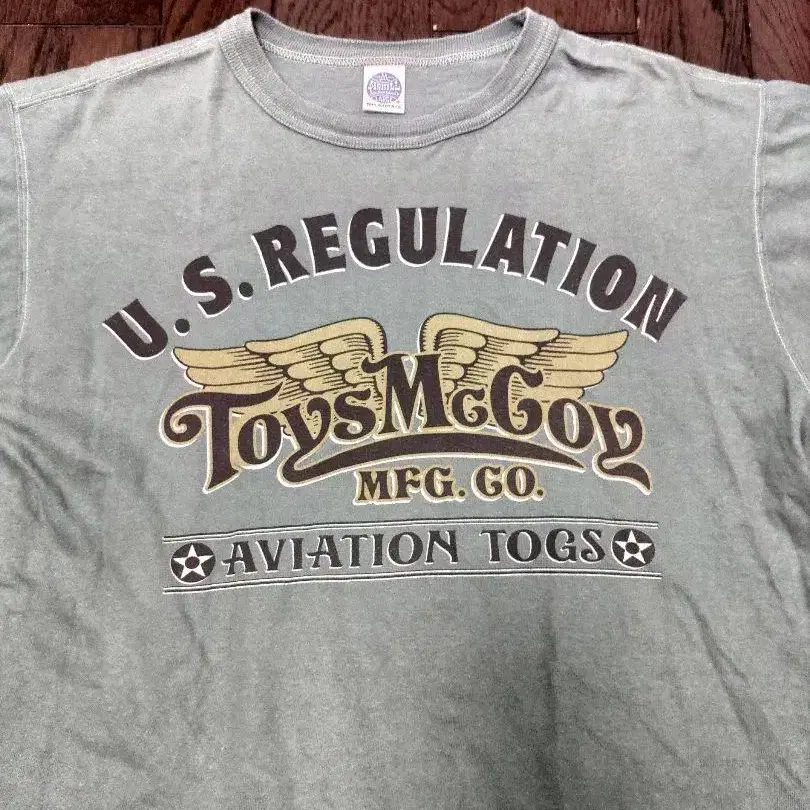 U.S. REGULATION
TOYS McCOY
MFG. CO.
AVIATION TOGS